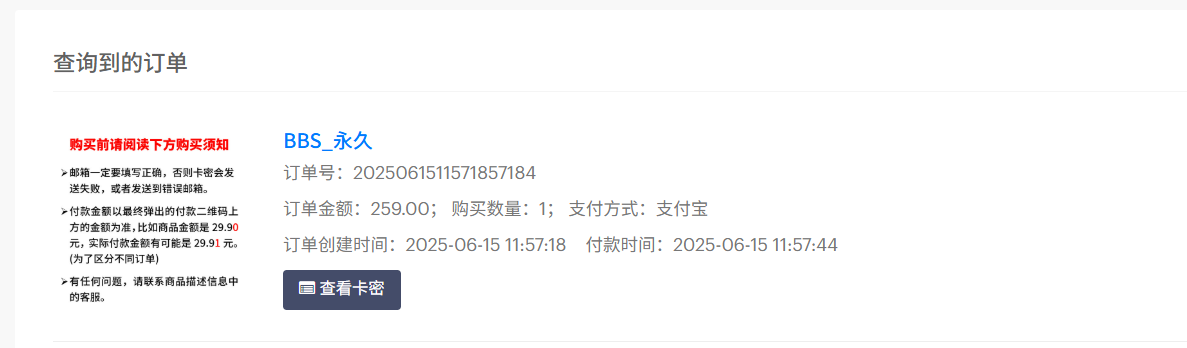 查询到的订单
购买前请阅读下方购买须知
➢邮箱一定要填写正确，否则卡密会发
送失败，或者发送到错误邮箱。
➢付款金额以最终弹出的付款二维码上
方的金额为准，比如商品金额是 29.90
元，实际付款金额有可能是 29.91 元。
(为了区分不同订单)
➢有任何问题，请联系商品描述信息中
的客服。
BBS_永久
订单号：2025061511571857184
订单金额：259.00； 购买数量：1； 支付方式：支付宝
订单创建时间：2025-06-15 11:57:18 付款时间：2025-06-15 11:57:44
查看卡密